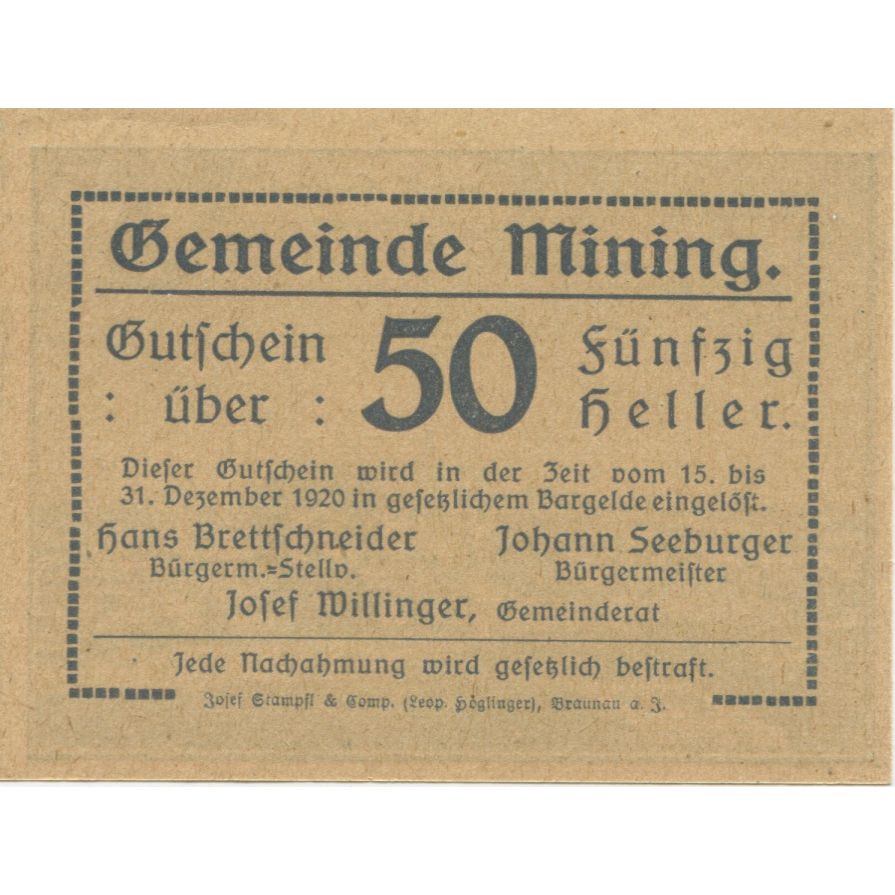 Gemeinde Mining.
Gutſchein
: über :
50
Fünfzig
Heller.
Dieſer Gutſchein wird in der Zeit vom 15. bis
31. Dezember 1920 in geſetzlichem Bargelde eingelöſt.
Hans Brettſchneider
Bürgerm.=Stellv.
Johann Seeburger
Bürgermeiſter
Joſef Willinger, Gemeinderat
Jede Nachahmung wird geſetzlich beſtraft.
Joſef Stampfl & Comp. (Leop. Höglinger), Braunau a. J.